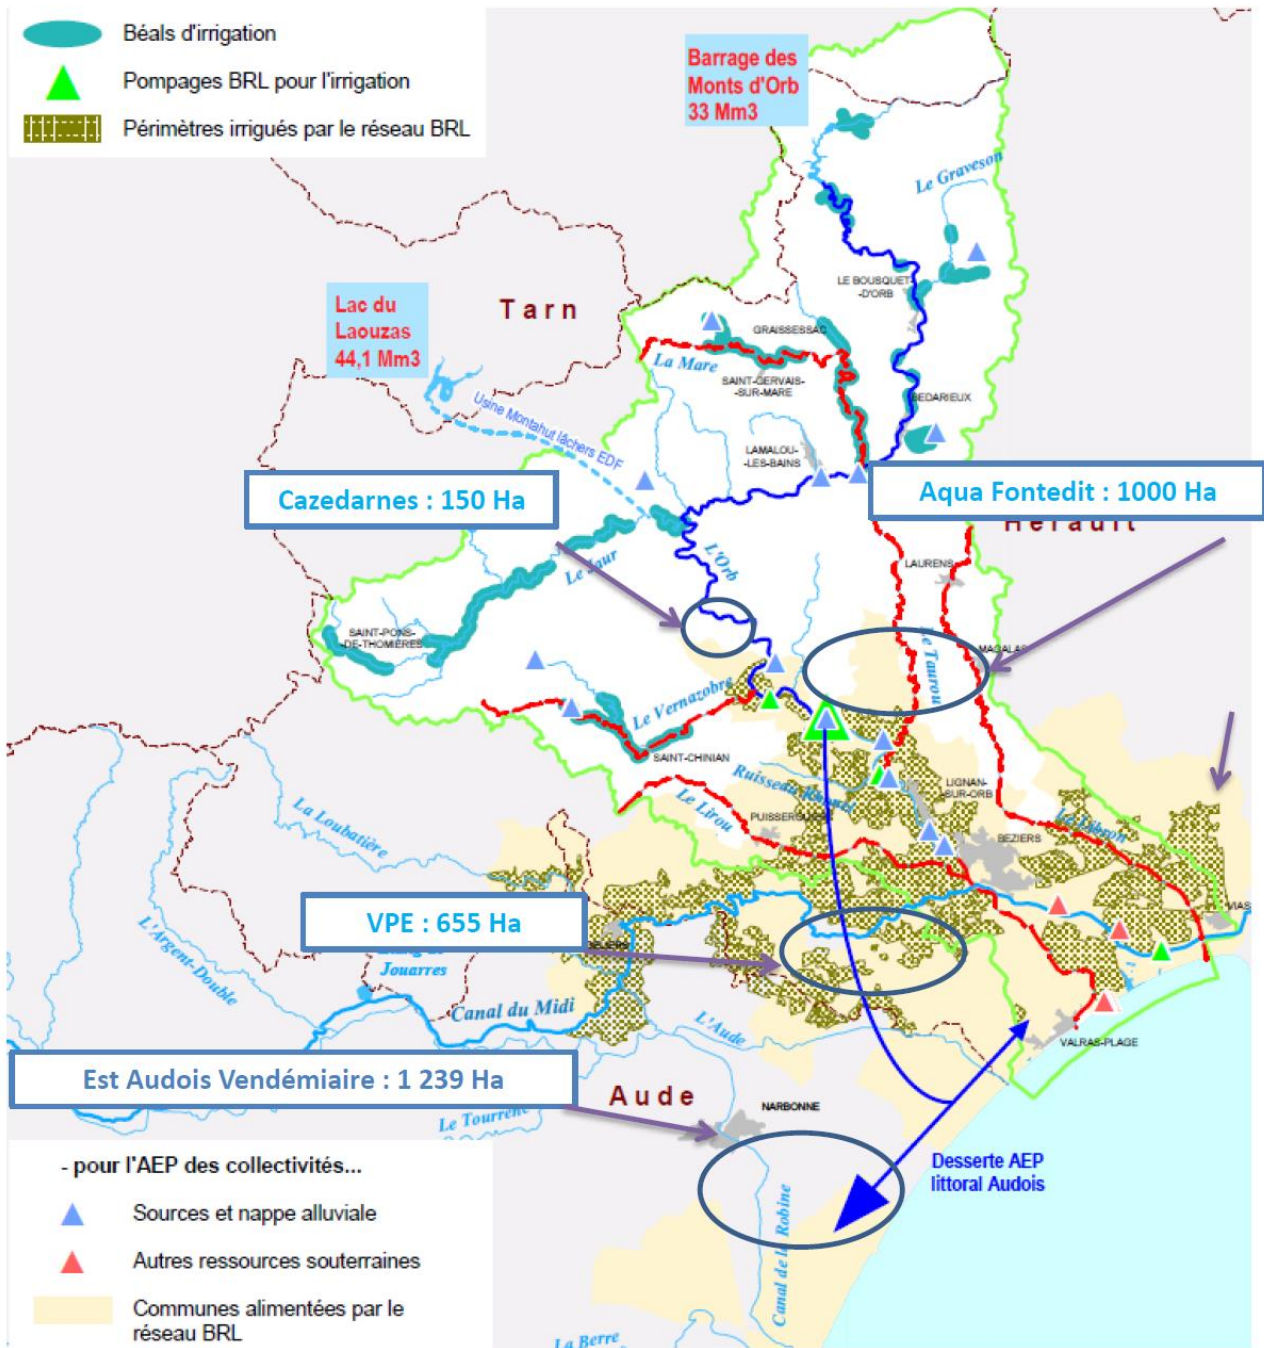 Béals d'irrigation
Pompages BRL pour l'irrigation
Périmètres irrigués par le réseau BRL
Barrage des
Monts d'Orb
33 Mm3
Le Graveson
LE BOUSQUET-
-D'ORB
Lac du
Laouzas
44,1 Mm3
Tarn
GRAISSESSAC
La Mare
SAINT-GERVAIS-
-SUR-MARE
BEDARIEUX
Usine Montahut lâchers EDF
LAMALOU-
-LES-BAINS
Cazedarnes : 150 Ha
Aqua Fontedit : 1000 Ha
Hérault
L'Orb
Le Jaur
LAURENS
SAINT-PONS-
-DE-THOMIÈRES
Le Taurou
MAGALAS
Le Vernazobre
SAINT-CHINIAN
Ruisseau
LIGNAN-
-SUR-ORB
Le Lirou
La Loubatière
BEZIERS
Le Libron
VPE : 655 Ha
VIAS
L'Argent-Double
Jouarres
Canal du Midi
L'Aude
VALRAS-PLAGE
Est Audois Vendémiaire : 1 239 Ha
Aude
NARBONNE
Desserte AEP
littoral Audois
- pour l'AEP des collectivités...
Sources et nappe alluviale
Autres ressources souterraines
Communes alimentées par le
réseau BRL
Canal de la Robine
La Berre